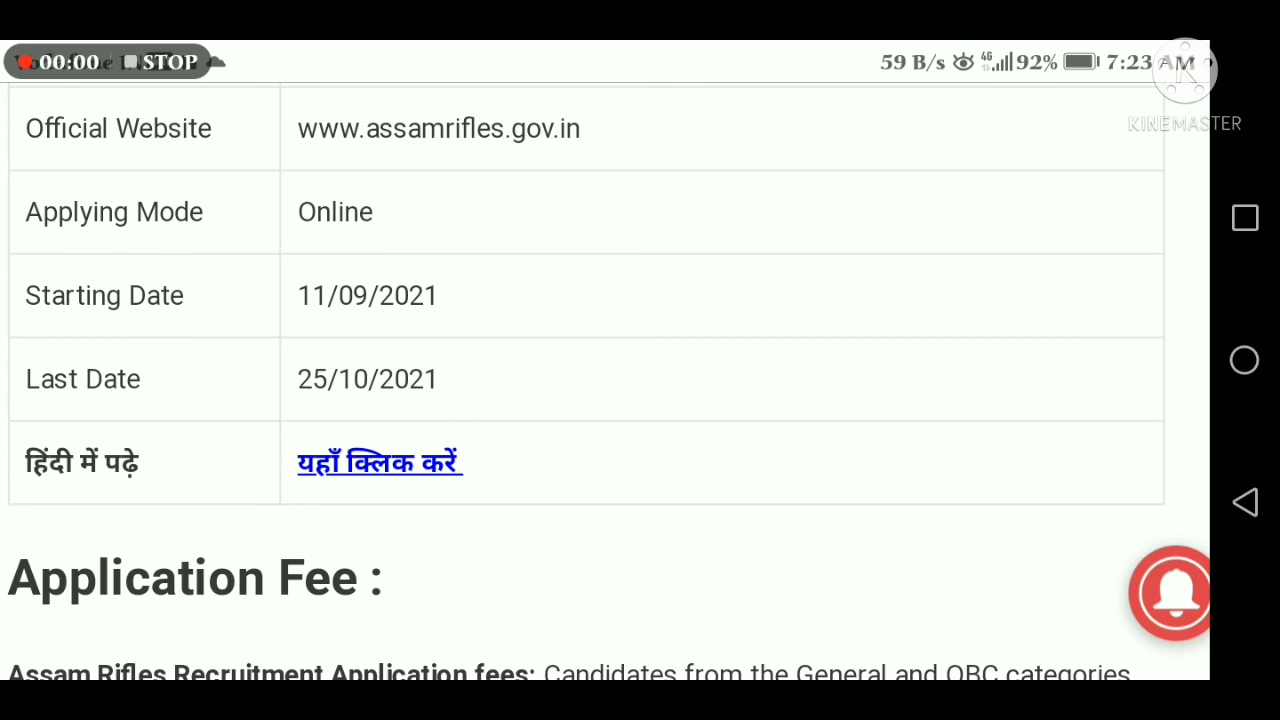 00:00 STOP 59 B/s 4G 92% 7:23 AM
KINEMASTER
Official Website www.assamrifles.gov.in
Applying Mode Online
Starting Date 11/09/2021
Last Date 25/10/2021
हिंदी में पढ़े यहाँ क्लिक करें
Application Fee :
Assam Rifles Recruitment Application fees: Candidates from the General and OBC categories